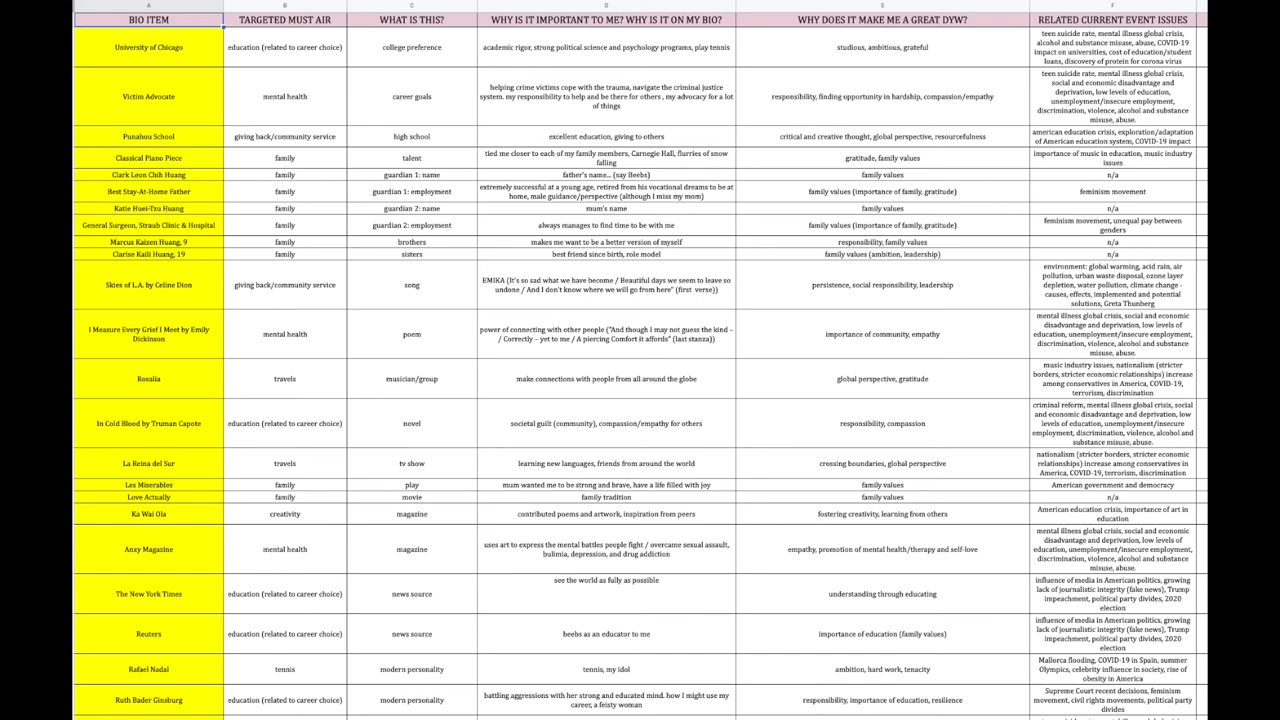 A B C D E F
BIO ITEM TARGETED MUST AIR WHAT IS THIS? WHY IS IT IMPORTANT TO ME? WHY IS IT ON MY BIO? WHY DOES IT MAKE ME A GREAT DYW? RELATED CURRENT EVENT ISSUES
University of Chicago education (related to career choice) college preference academic rigor, strong political science and psychology programs, play tennis studious, ambitious, grateful
teen suicide rate, mental illness global crisis,
alcohol and substance misuse, abuse, COVID-19
impact on universities, cost of education/student
loans, discovery of protein for corona virus
Victim Advocate mental health career goals
helping crime victims cope with the trauma, navigate the criminal justice
system. my responsibility to help and be there for others , my advocacy for a lot
of things
responsibility, finding opportunity in hardship, compassion/empathy
teen suicide rate, mental illness global crisis,
social and economic disadvantage and
deprivation, low levels of education,
unemployment/insecure employment,
discrimination, violence, alcohol and substance
misuse, abuse.
Punahou School giving back/community service high school excellent education, giving to others critical and creative thought, global perspective, resourcefulness
american education crisis, exploration/adaptation
of American education system, COVID-19 impact
Classical Piano Piece family talent
tied me closer to each of my family members, Carnegie Hall, flurries of snow
falling
gratitude, family values
importance of music in education, music industry
issues
Clark Leon Chih Huang family guardian 1: name father's name... (say Beebs) family values n/a
Best Stay-At-Home Father family guardian 1: employment
extremely successful at a young age, retired from his vocational dreams to be at
home, male guidance/perspective (although I miss my mom)
family values (importance of family, gratitude) feminism movement
Katie Huei-Tzu Huang family guardian 2: name mum's name family values n/a
General Surgeon, Straub Clinic & Hospital family guardian 2: employment always manages to find time to be with me family values (importance of family, gratitude)
feminism movement, unequal pay between
genders
Marcus Kaizen Huang, 9 family brothers makes me want to be a better version of myself responsibility, family values n/a
Clarise Kaili Huang, 19 family sisters best friend since birth, role model family values (ambition, leadership) n/a
Skies of L.A. by Celine Dion giving back/community service song
EMIKA (It's so sad what we have become / Beautiful days we seem to leave so
undone / And I don't know where we will go from here" (first verse))
persistence, social responsibility, leadership
environment: global warming, acid rain, air
pollution, urban waste disposal, ozone layer
depletion, water pollution, climate change -
causes, effects, implemented and potential
solutions, Greta Thunberg
I Measure Every Grief I Meet by Emily
Dickinson
mental health poem
power of connecting with other people ("And though I may not guess the kind –
/ Correctly – yet to me / A piercing Comfort it affords" (last stanza))
importance of community, empathy
mental illness global crisis, social and economic
disadvantage and deprivation, low levels of
education, unemployment/insecure employment,
discrimination, violence, alcohol and substance
misuse, abuse.
Rosalia travels musician/group make connections with people from all around the globe global perspective, gratitude
music industry issues, nationalism (stricter
borders, stricter economic relationships) increase
among conservatives in America, COVID-19,
terrorism, discrimination
In Cold Blood by Truman Capote education (related to career choice) novel societal guilt (community), compassion/empathy for others responsibility, compassion
criminal reform, mental illness global crisis, social
and economic disadvantage and deprivation, low
levels of education, unemployment/insecure
employment, discrimination, violence, alcohol and
substance misuse, abuse.
La Reina del Sur travels tv show learning new languages, friends from around the world crossing boundaries, global perspective
nationalism (stricter borders, stricter economic
relationships) increase among conservatives in
America, COVID-19, terrorism, discrimination
Les Miserables family play mum wanted me to be strong and brave, have a life filled with joy family values American government and democracy
Love Actually family movie family tradition family values n/a
Ka Wai Ola creativity magazine contributed poems and artwork, inspiration from peers fostering creativity, learning from others
American education crisis, importance of art in
education
Anxy Magazine mental health magazine
uses art to express the mental battles people fight / overcame sexual assault,
bulimia, depression, and drug addiction
empathy, promotion of mental health/therapy and self-love
mental illness global crisis, social and economic
disadvantage and deprivation, low levels of
education, unemployment/insecure employment,
discrimination, violence, alcohol and substance
misuse, abuse.
The New York Times education (related to career choice) news source see the world as fully as possible understanding through educating
influence of media in American politics, growing
lack of journalistic integrity (fake news), Trump
impeachment, political party divides, 2020
election
Reuters education (related to career choice) news source beebs as an educator to me importance of education (family values)
influence of media in American politics, growing
lack of journalistic integrity (fake news), Trump
impeachment, political party divides, 2020
election
Rafael Nadal tennis modern personality tennis, my idol ambition, hard work, tenacity
Mallorca flooding, COVID-19 in Spain, summer
Olympics, celebrity influence in society, rise of
obesity in America
Ruth Bader Ginsburg education (related to career choice) modern personality
battling aggressions with her strong and educated mind. how I might use my
career, a feisty woman
responsibility, importance of education, resilience
Supreme Court recent decisions, feminism
movement, civil rights movements, political party
divides